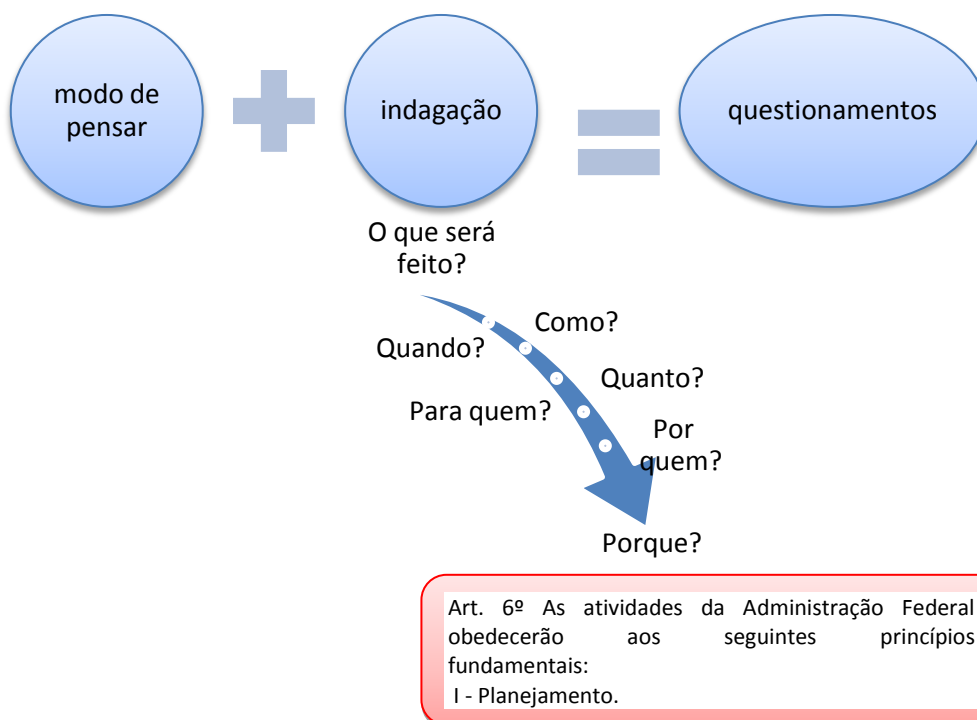 modo de
pensar
indagação
questionamentos
O que será
feito?
Como?
Quando?
Quanto?
Para quem?
Por
quem?
Porque?
Art. 6º As atividades da Administração Federal
obedecerão aos seguintes princípios
fundamentais:
I - Planejamento.